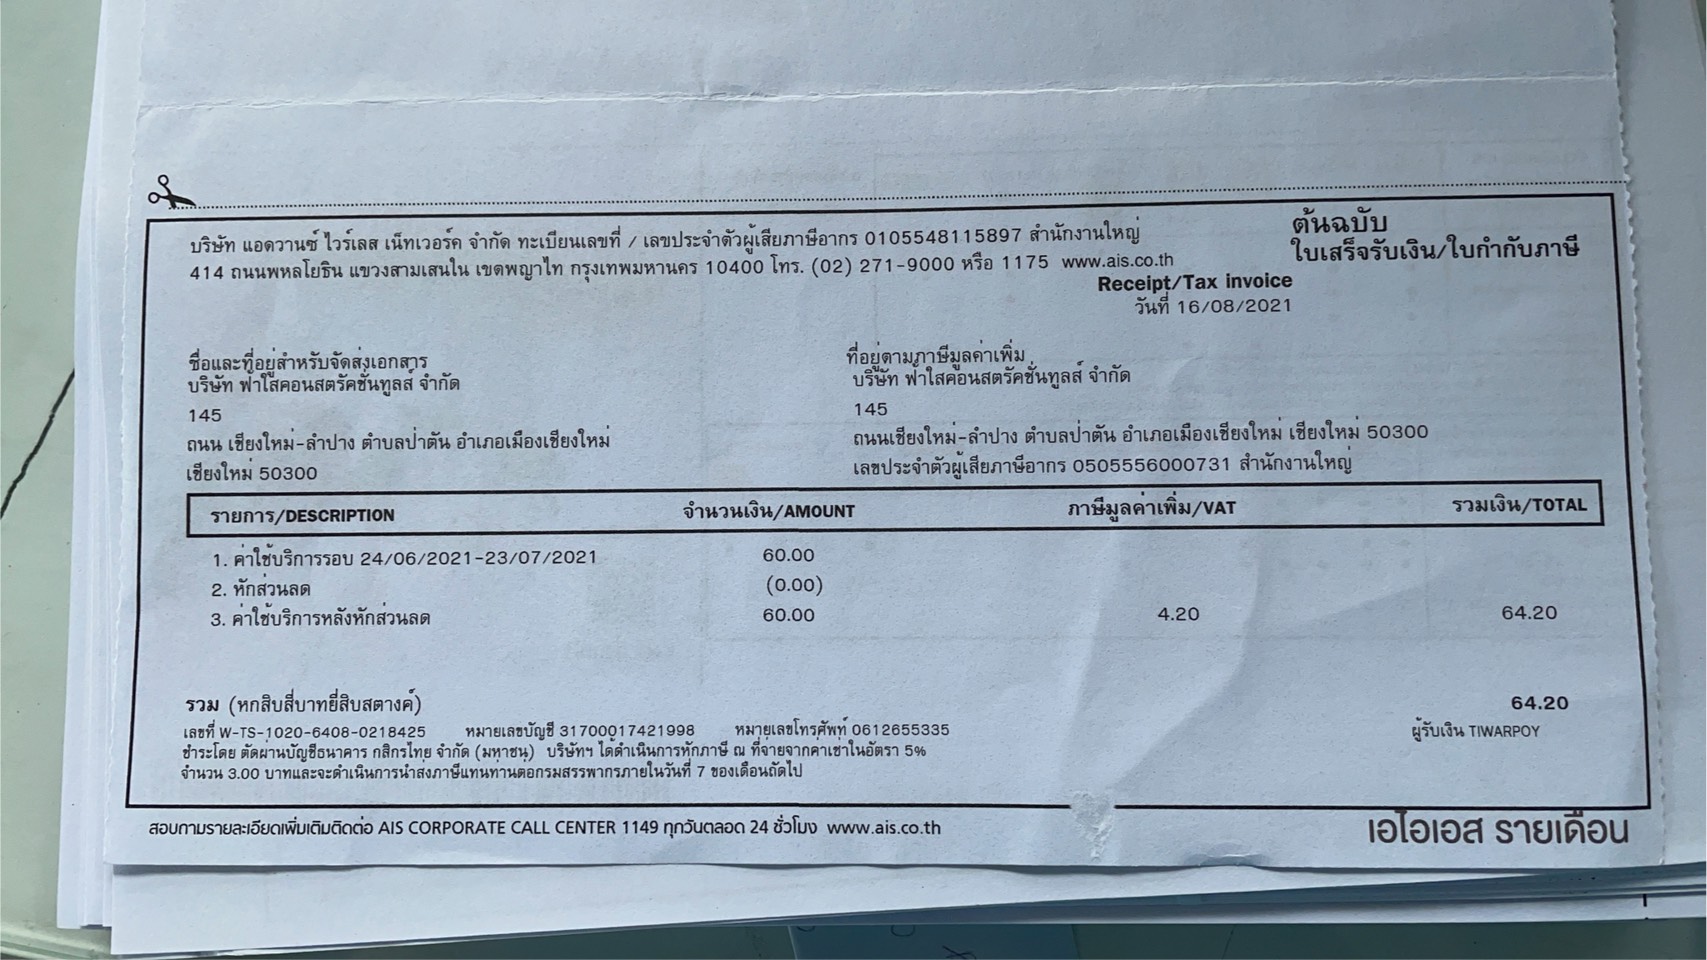 ต้นฉบับ
บริษัท แอดวานซ์ ไวร์เลส เน็ทเวอร์ค จำกัด ทะเบียนเลขที่ / เลขประจำตัวผู้เสียภาษีอากร 0105548115897 สำนักงานใหญ่
ใบเสร็จรับเงิน/ใบกำกับภาษี
414 ถนนพหลโยธิน แขวงสามเสนใน เขตพญาไท กรุงเทพมหานคร 10400 โทร. (02) 271-9000 หรือ 1175 www.ais.co.th
Receipt/Tax invoice
วันที่ 16/08/2021
ชื่อและที่อยู่สำหรับจัดส่งเอกสาร
บริษัท ฟ้าใสคอนสตรัคชั่นทูลส์ จำกัด
145
ถนน เชียงใหม่-ลำปาง ตำบลป่าตัน อำเภอเมืองเชียงใหม่
เชียงใหม่ 50300
ที่อยู่ตามภาษีมูลค่าเพิ่ม
บริษัท ฟ้าใสคอนสตรัคชั่นทูลส์ จำกัด
145
ถนนเชียงใหม่-ลำปาง ตำบลป่าตัน อำเภอเมืองเชียงใหม่ เชียงใหม่ 50300
เลขประจำตัวผู้เสียภาษีอากร 0505556000731 สำนักงานใหญ่
รายการ/DESCRIPTION จำนวนเงิน/AMOUNT ภาษีมูลค่าเพิ่ม/VAT รวมเงิน/TOTAL
1. ค่าใช้บริการรอบ 24/06/2021-23/07/2021 60.00
2. หักส่วนลด (0.00)
3. ค่าใช้บริการหลังหักส่วนลด 60.00 4.20 64.20
รวม (หกสิบสี่บาทยี่สิบสตางค์) 64.20
เลขที่ W-TS-1020-6408-0218425 หมายเลขบัญชี 31700017421998 หมายเลขโทรศัพท์ 0612655335 ผู้รับเงิน TIWARPOY
ชำระโดย ตัดผ่านบัญชีธนาคาร กสิกรไทย จำกัด (มหาชน) บริษัทฯ ได้ดำเนินการหักภาษี ณ ที่จ่ายจากค่าเช่าในอัตรา 5%
จำนวน 3.00 บาทและจะดำเนินการนำส่งภาษีแทนท่านต่อกรมสรรพากรภายในวันที่ 7 ของเดือนถัดไป
สอบถามรายละเอียดเพิ่มเติมติดต่อ AIS CORPORATE CALL CENTER 1149 ทุกวันตลอด 24 ชั่วโมง www.ais.co.th
เอไอเอส รายเดือน